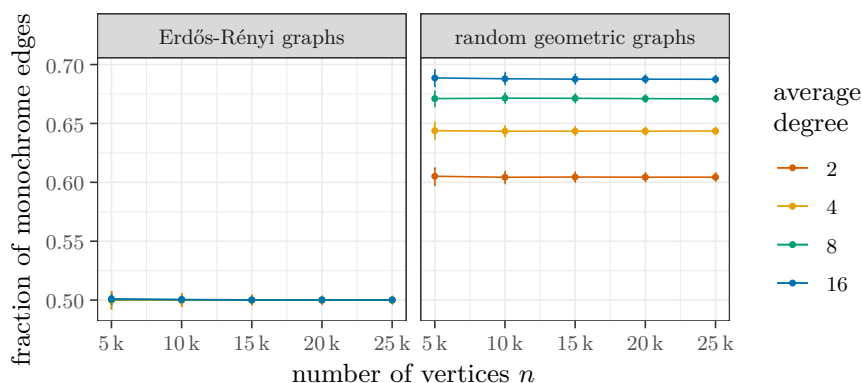 Erdős-Rényi graphs
random geometric graphs
fraction of monochrome edges
0.70
0.65
0.60
0.55
0.50
5 k
10 k
15 k
20 k
25 k
5 k
10 k
15 k
20 k
25 k
number of vertices n
average
degree
2
4
8
16